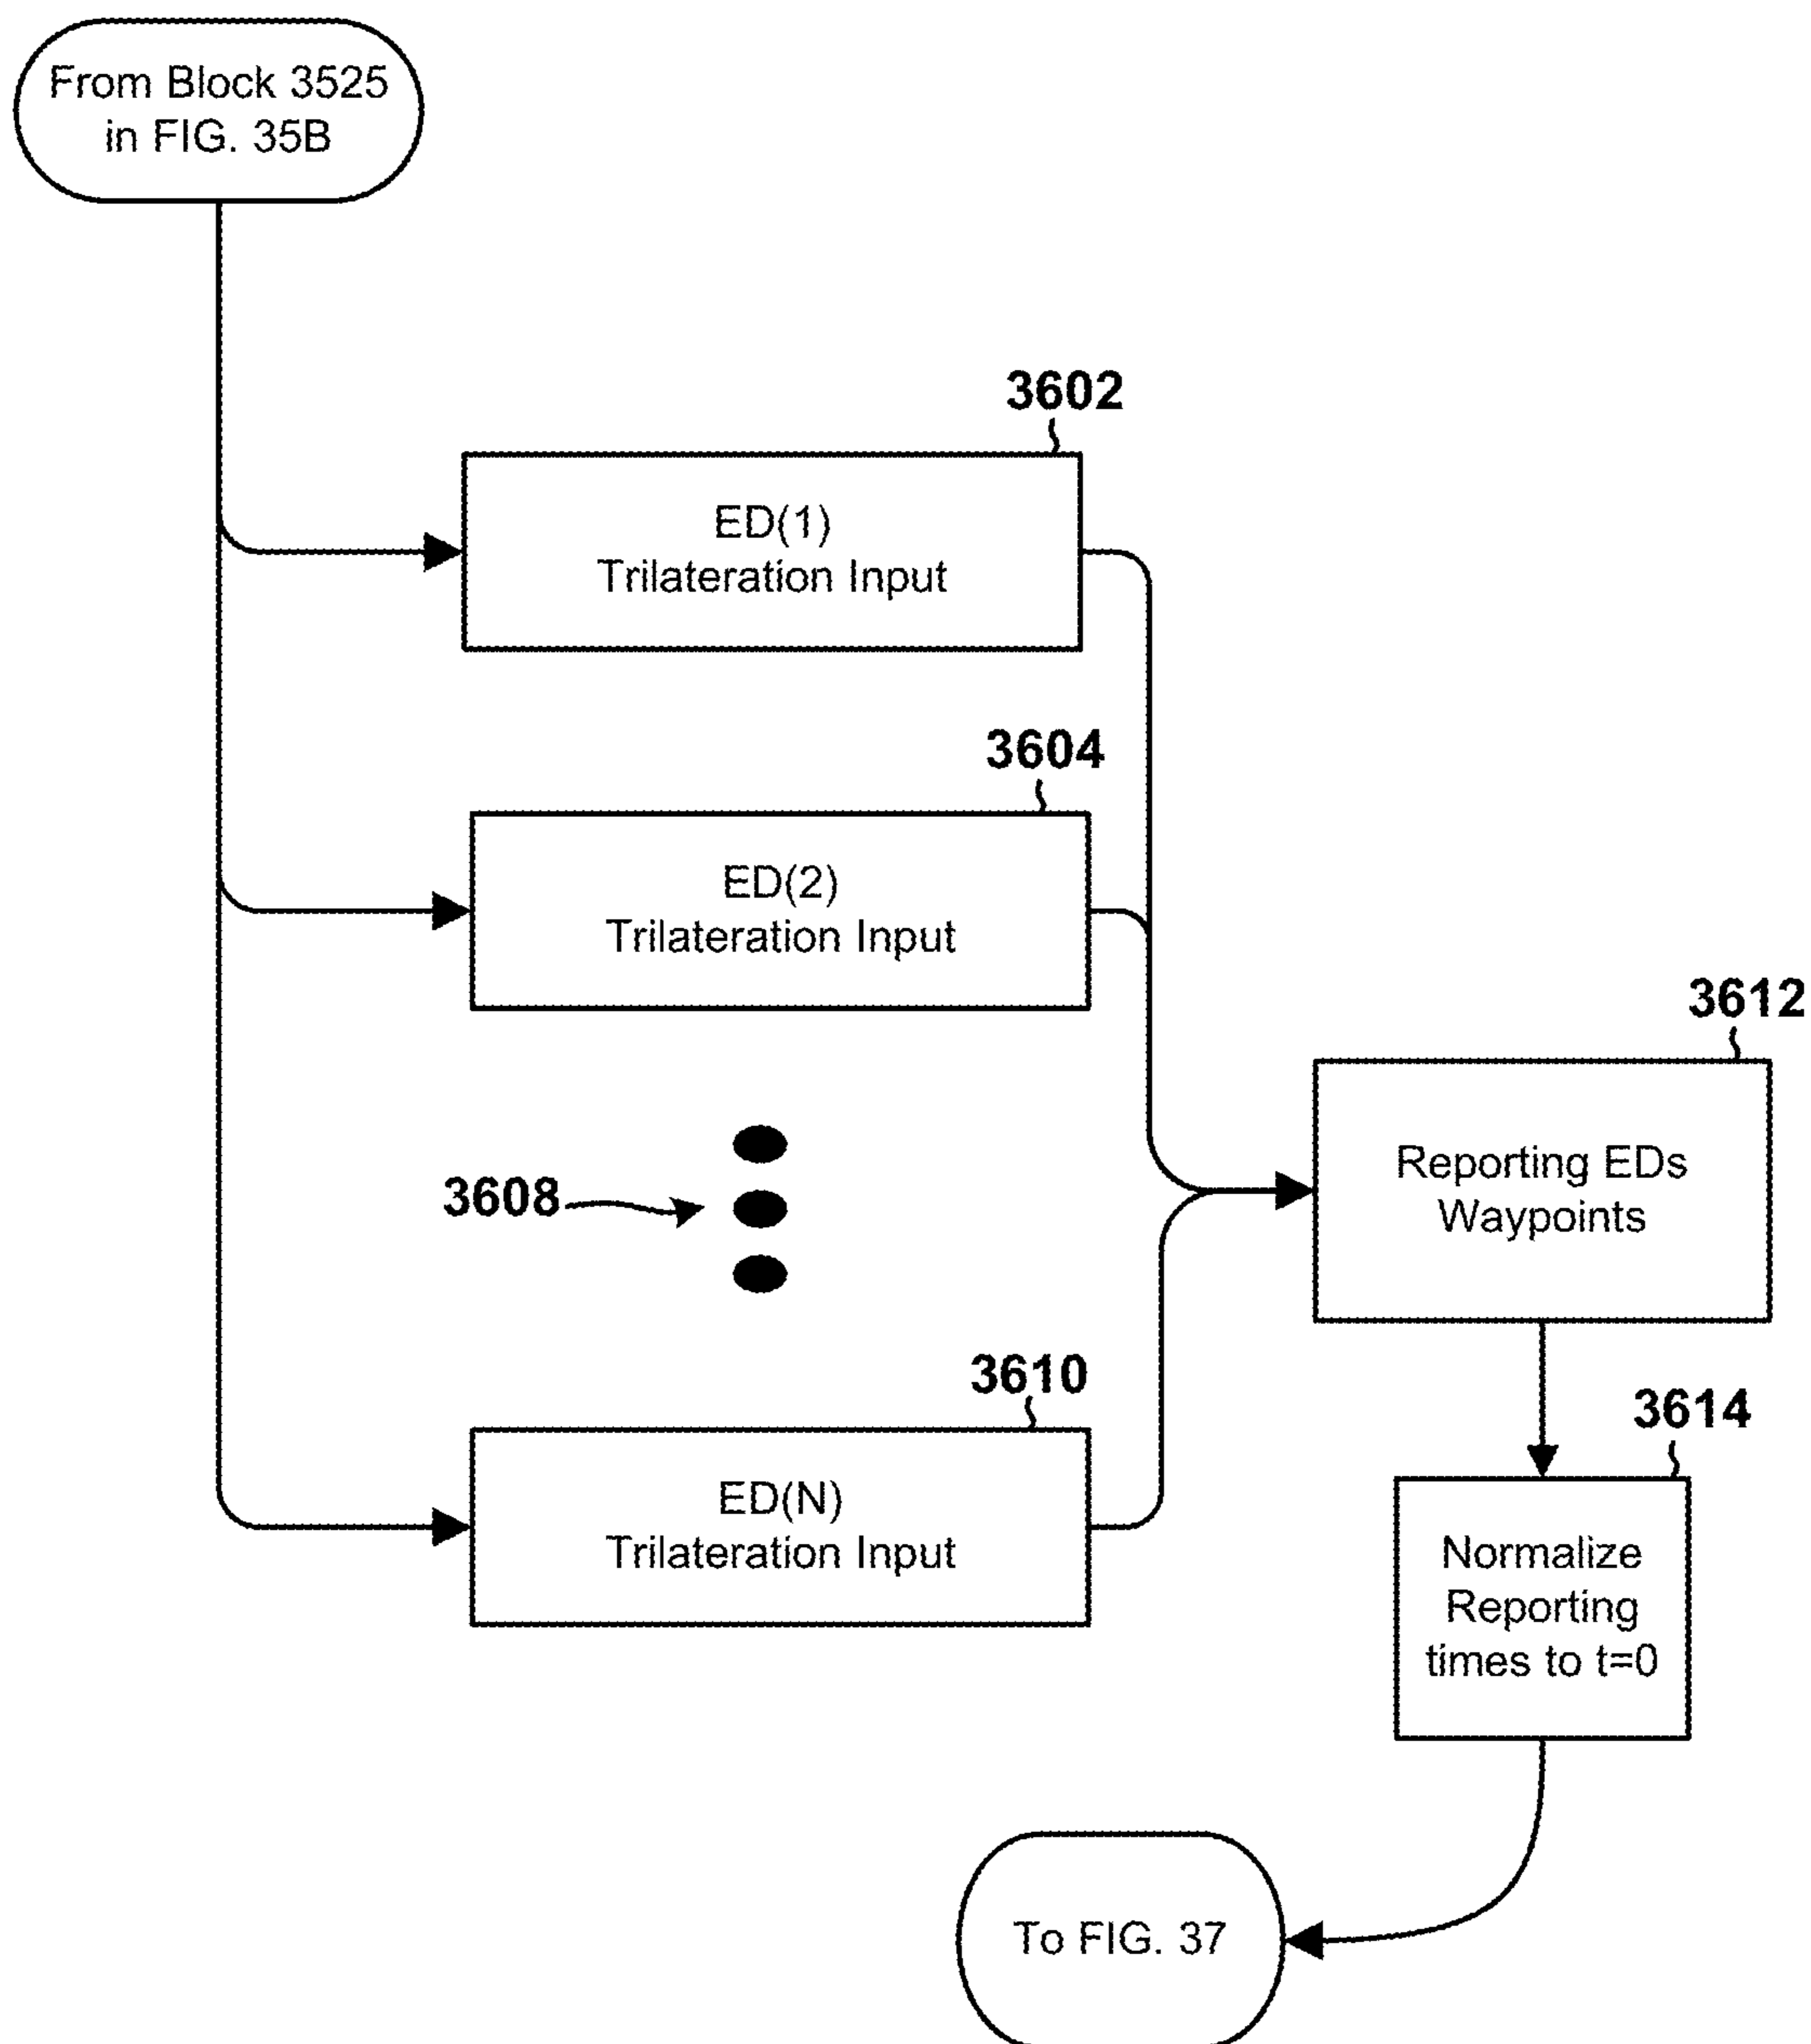 From Block 3525
in FIG. 35B
3602
ED(1)
Trilateration Input
3604
ED(2)
Trilateration Input
3608
3610
ED(N)
Trilateration Input
3612
Reporting EDs
Waypoints
3614
Normalize
Reporting
times to t=0
To FIG. 37